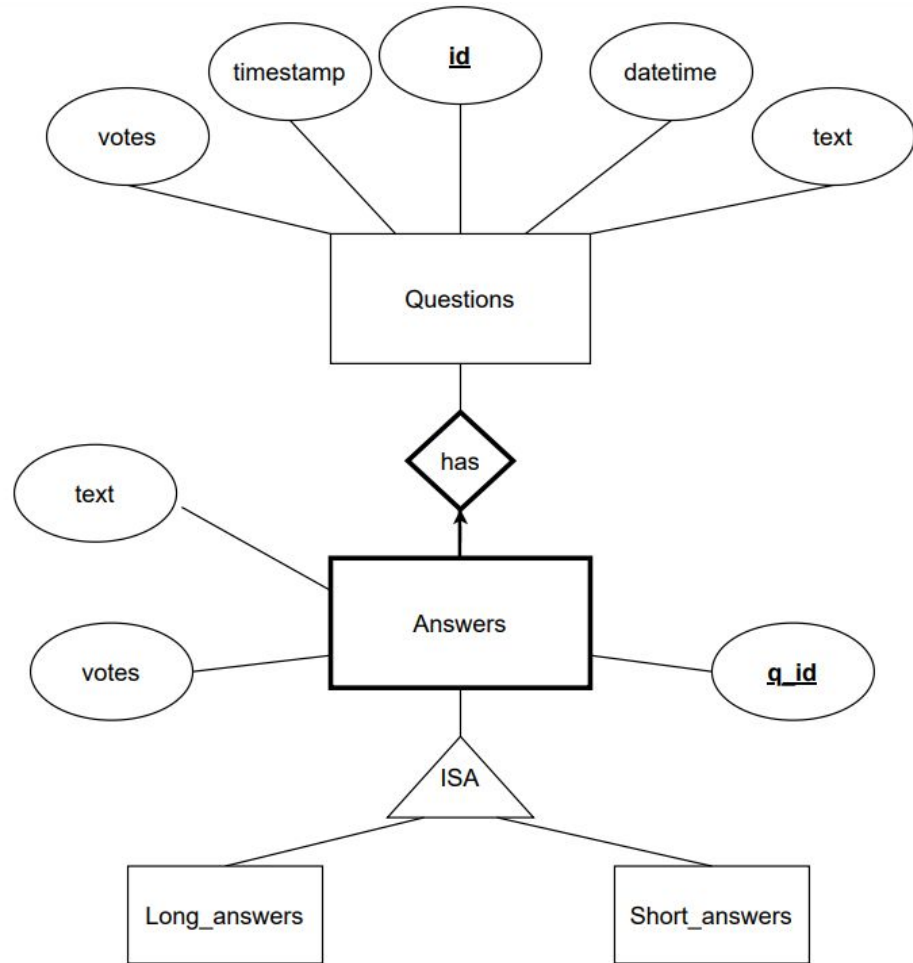 id
timestamp
datetime
votes
text
Questions
has
text
Answers
votes
q_id
ISA
Long_answers
Short_answers